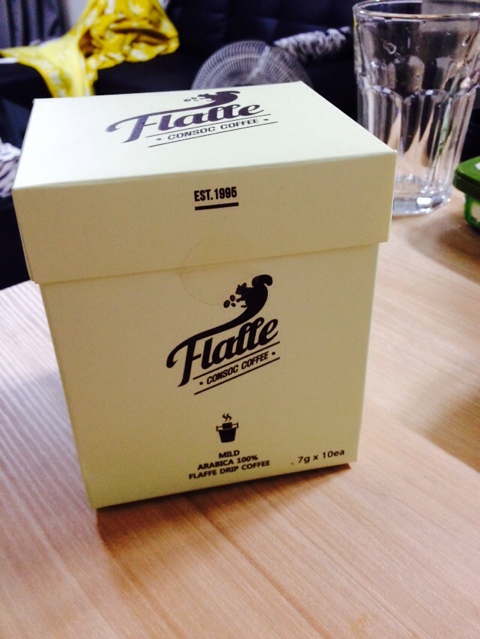 Flaffe
• CONSOC COFFEE •
EST.1995
Flaffe
• CONSOC COFFEE •
MILD
ARABICA 100%
FLAFFE DRIP COFFEE
7g x 10ea